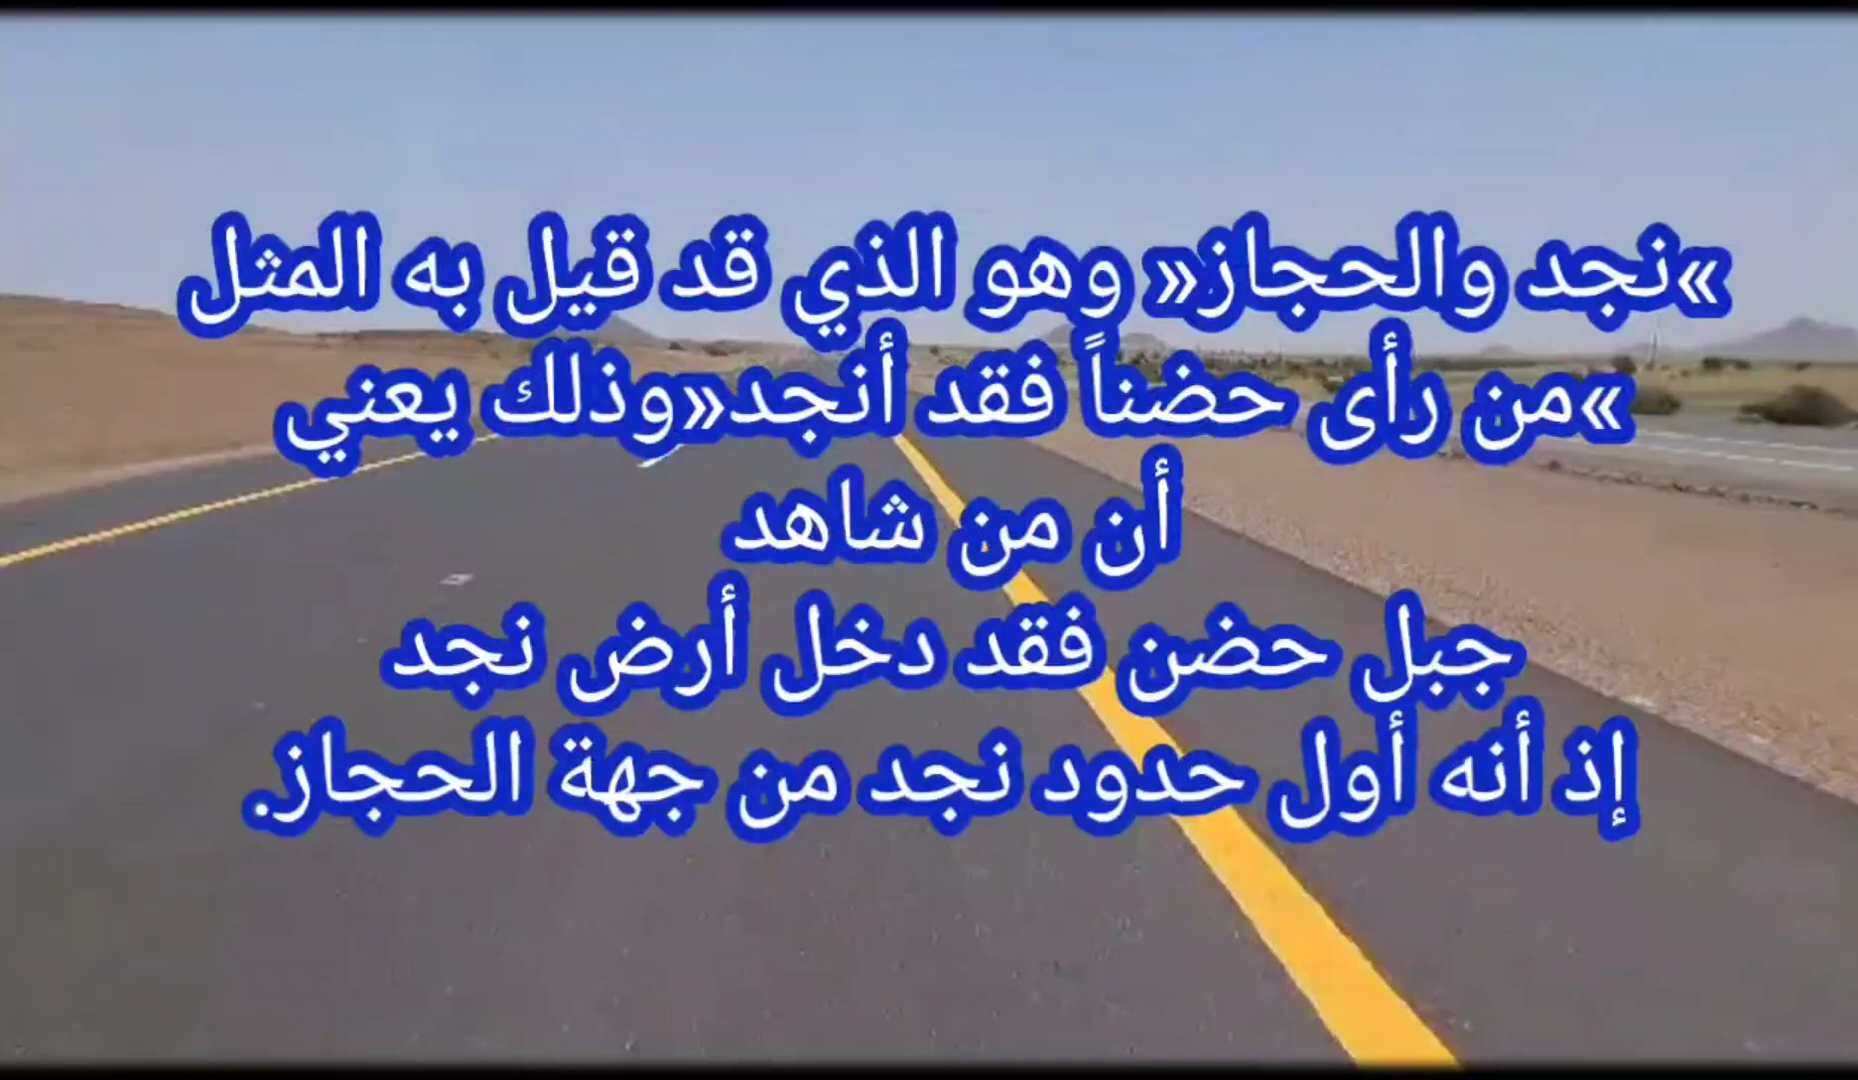 »نجد والحجاز« وهو الذي قد قيل به المثل
»من رأى حضناً فقد أنجد«وذلك يعني
أن من شاهد
جبل حضن فقد دخل أرض نجد
إذ أنه أول حدود نجد من جهة الحجاز.